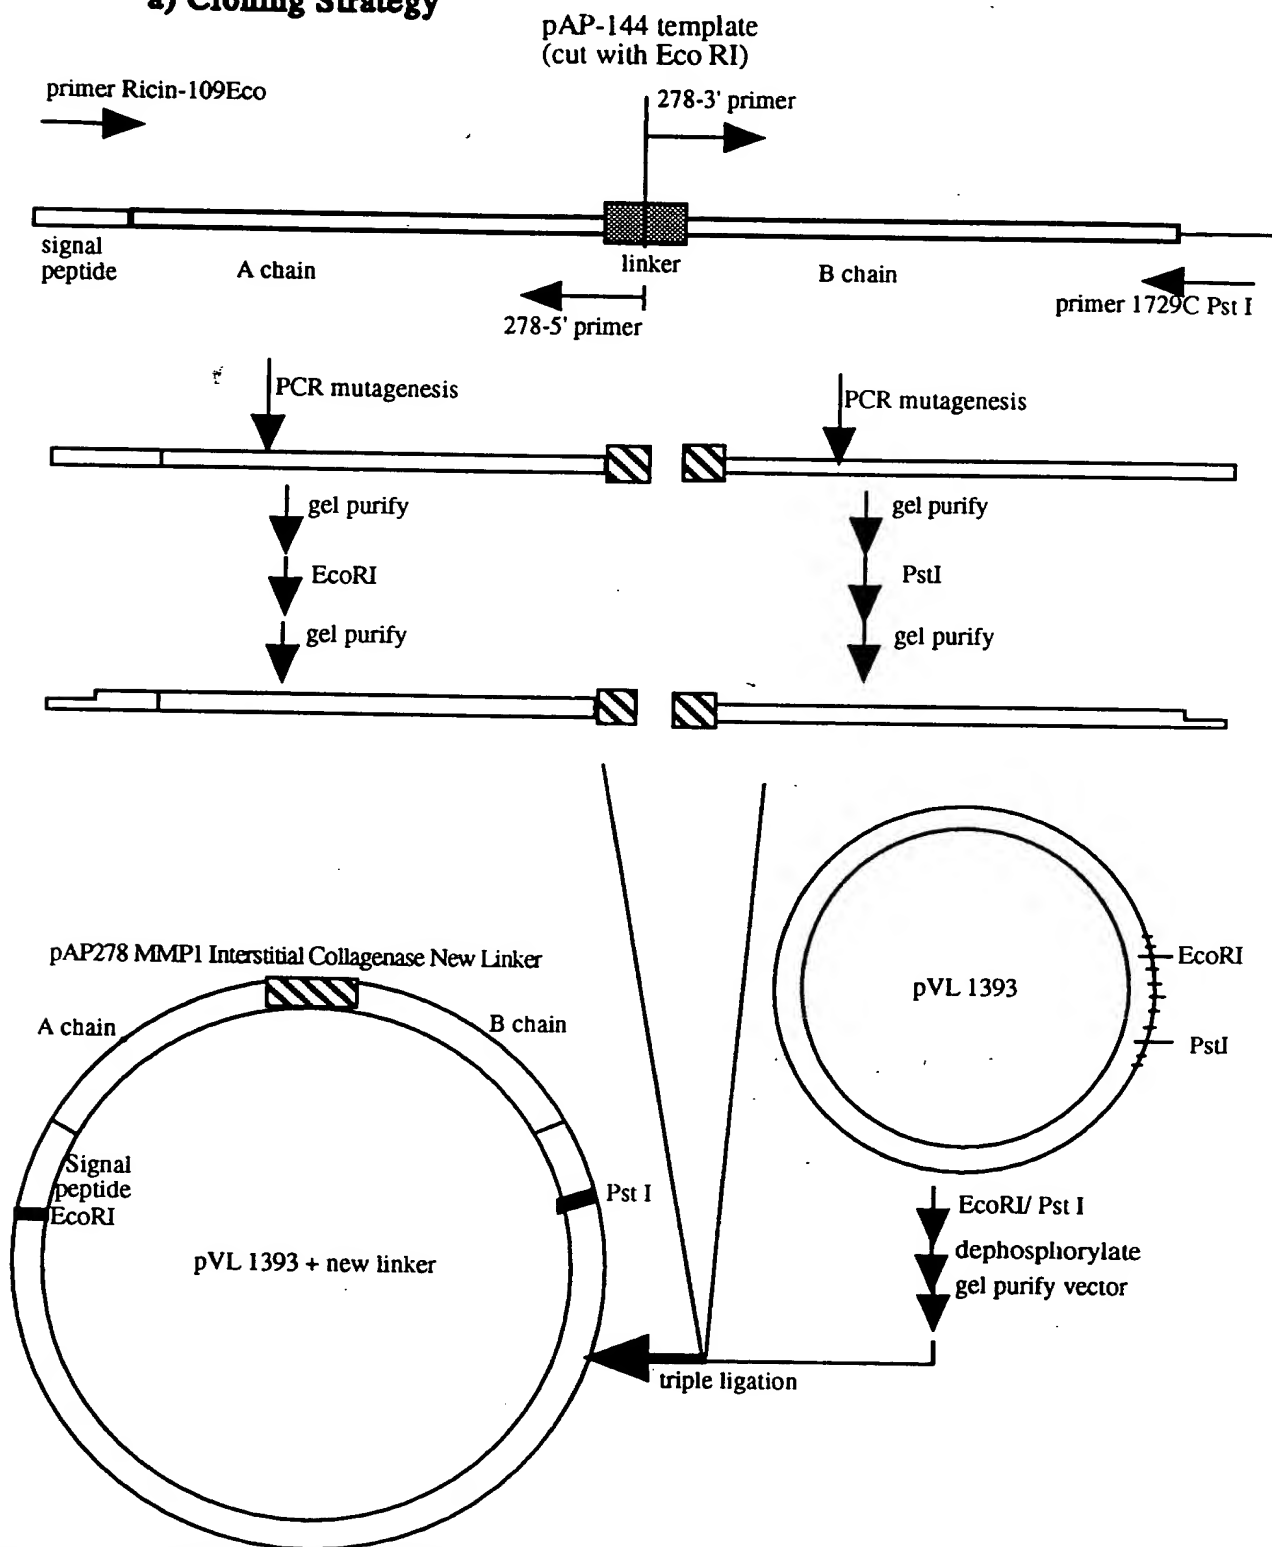 a) Cloning Strategy
pAP-144 template
(cut with Eco RI)
primer Ricin-109Eco
278-3' primer
signal
peptide
A chain
linker
B chain
278-5' primer
primer 1729C Pst I
PCR mutagenesis
PCR mutagenesis
gel purify
gel purify
EcoRI
PstI
gel purify
gel purify
pAP278 MMP1 Interstitial Collagenase New Linker
A chain
B chain
pVL 1393
EcoRI
PstI
Signal
peptide
EcoRI
Pst I
pVL 1393 + new linker
EcoRI/ Pst I
dephosphorylate
gel purify vector
triple ligation